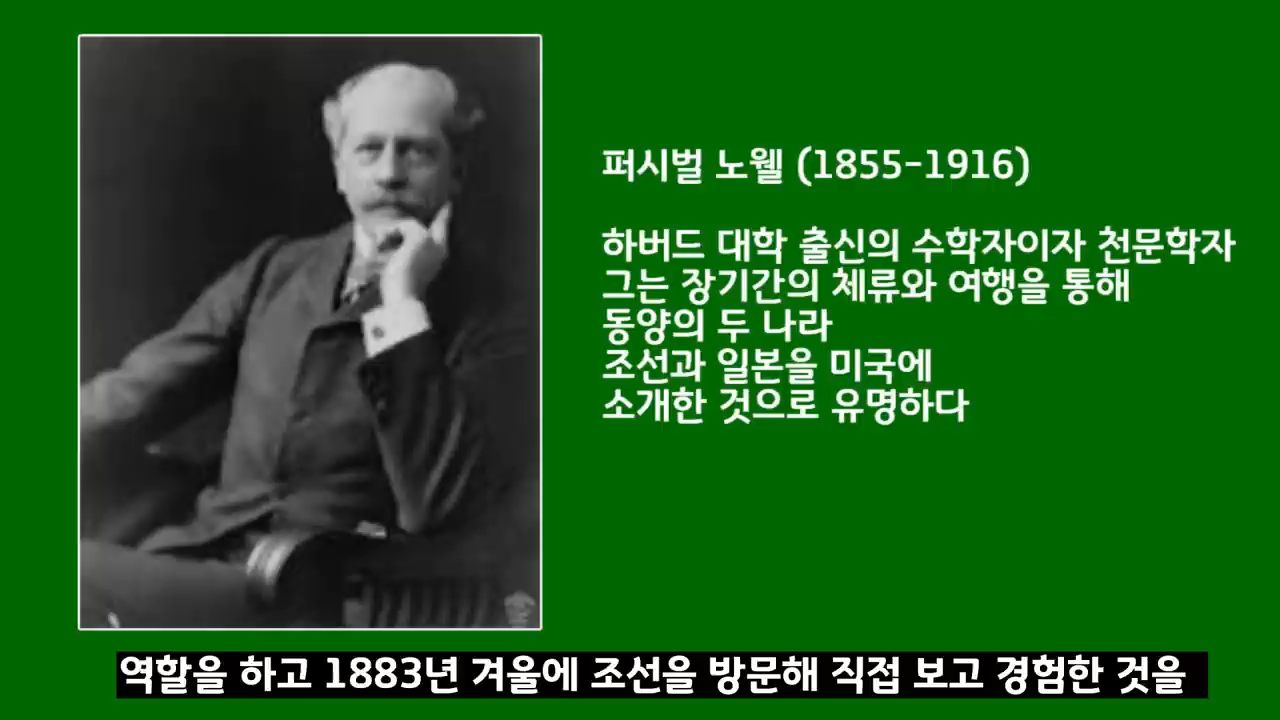 퍼시벌 노웰 (1855-1916)
하버드 대학 출신의 수학자이자 천문학자
그는 장기간의 체류와 여행을 통해
동양의 두 나라
조선과 일본을 미국에
소개한 것으로 유명하다
역할을 하고 1883년 겨울에 조선을 방문해 직접 보고 경험한 것을